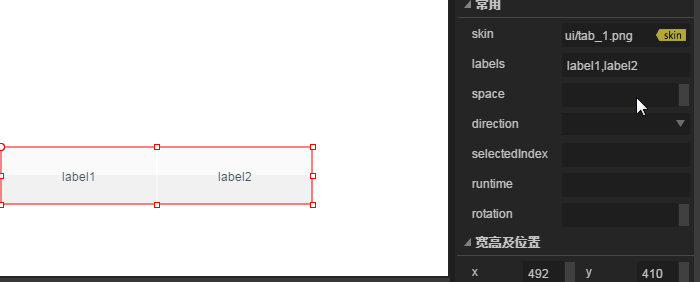 常用
skin ui/tab_1.png skin
labels label1,label2
space
direction
selectedIndex
runtime
rotation
宽高及位置
x 492 y 410
label1 label2